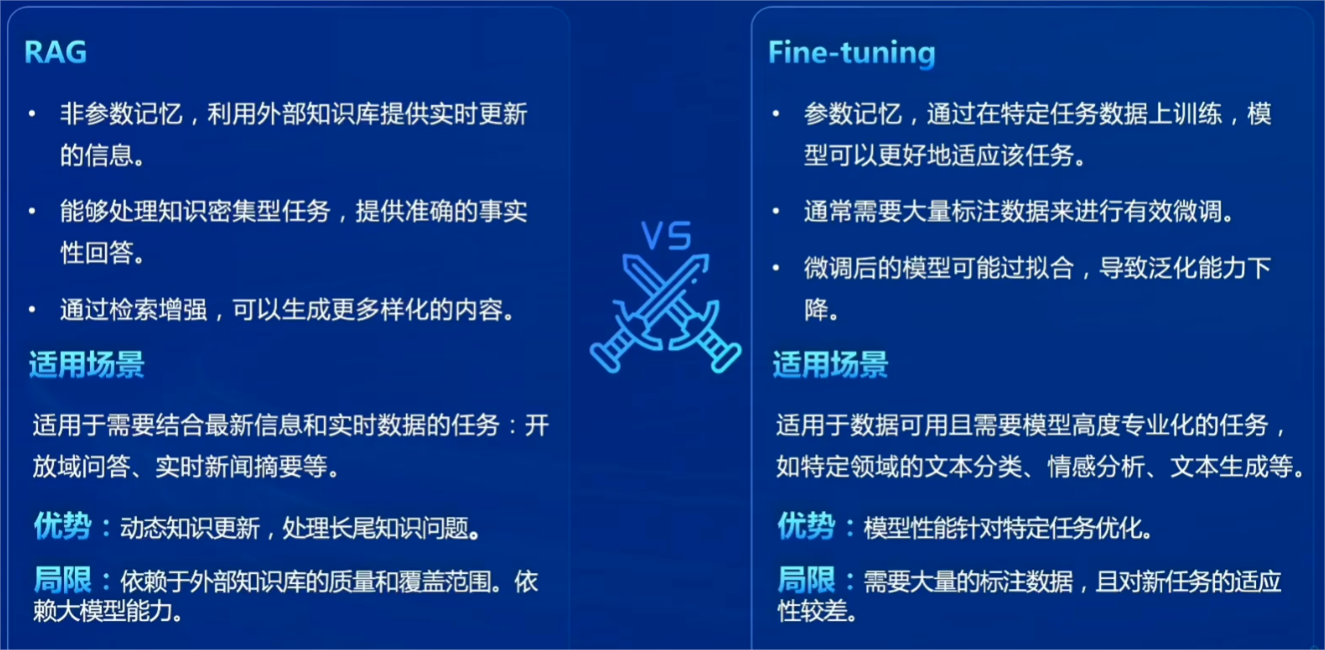 RAG
• 非参数记忆，利用外部知识库提供实时更新
的信息。
• 能够处理知识密集型任务，提供准确的事实
性回答。
• 通过检索增强，可以生成更多样化的内容。
适用场景
适用于需要结合最新信息和实时数据的任务：开
放域问答、实时新闻摘要等。
优势：动态知识更新，处理长尾知识问题。
局限：依赖于外部知识库的质量和覆盖范围。依
赖大模型能力。
VS
Fine-tuning
• 参数记忆，通过在特定任务数据上训练，模
型可以更好地适应该任务。
• 通常需要大量标注数据来进行有效微调。
• 微调后的模型可能过拟合，导致泛化能力下
降。
适用场景
适用于数据可用且需要模型高度专业化的任务，
如特定领域的文本分类、情感分析、文本生成等。
优势：模型性能针对特定任务优化。
局限：需要大量的标注数据，且对新任务的适应
性较差。